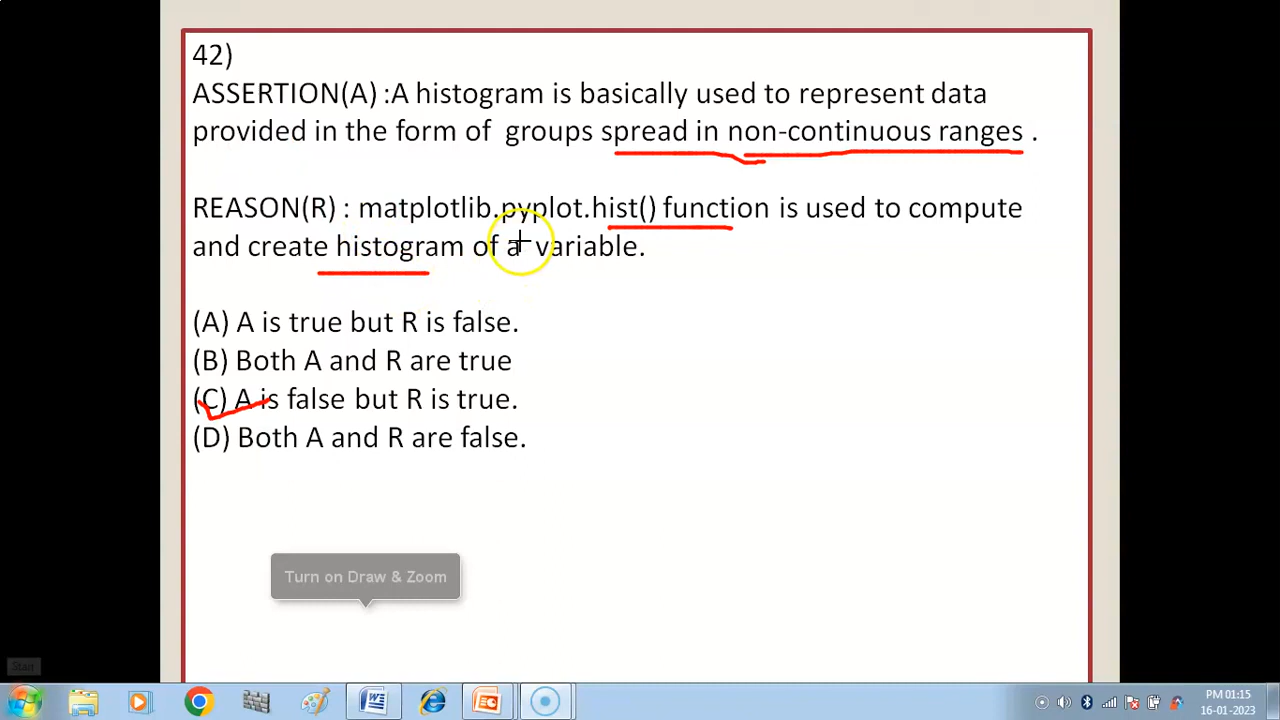 42)
ASSERTION(A) :A histogram is basically used to represent data
provided in the form of groups spread in non-continuous ranges .
REASON(R) : matplotlib.pyplot.hist() function is used to compute
and create histogram of a variable.
(A) A is true but R is false.
(B) Both A and R are true
(C) A is false but R is true.
(D) Both A and R are false.
Turn on Draw & Zoom
Start
PM 01:15
16-01-2023